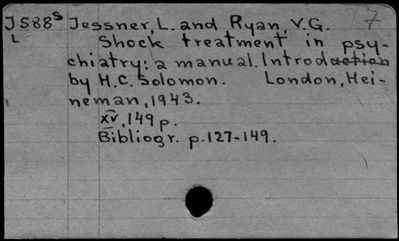 J588s Jessner, L. and Ryan, V.G. 7
L Shock treatment in psy-
chiatry: a manual. Introduction
by H.C. Solomon. London, Hei-
neman, 1943.
XV, 149 p.
Bibliogr. p. 127-149.